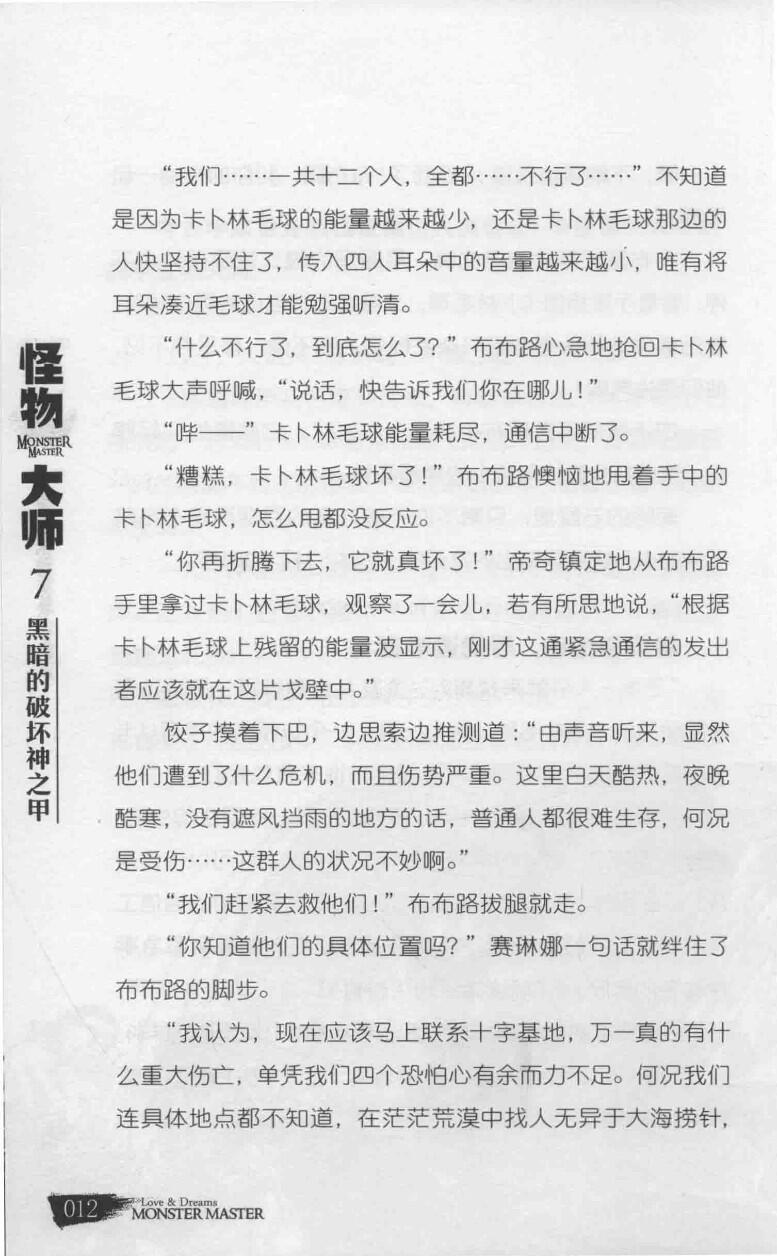 “我们……一共十二个人，全都……不行了……”不知道
是因为卡卜林毛球的能量越来越少，还是卡卜林毛球那边的
人快坚持不住了，传入四人耳朵中的音量越来越小，唯有将
耳朵凑近毛球才能勉强听清。
“什么不行了，到底怎么了？”布布路心急地抢回卡卜林
毛球大声呼喊，“说话，快告诉我们你在哪儿！”
“哔——”卡卜林毛球能量耗尽，通信中断了。
“糟糕，卡卜林毛球坏了！”布布路懊恼地甩着手中的
卡卜林毛球，怎么甩都没反应。
“你再折腾下去，它就真坏了！”帝奇镇定地从布布路
手里拿过卡卜林毛球，观察了一会儿，若有所思地说，“根据
卡卜林毛球上残留的能量波显示，刚才这通紧急通信的发出
者应该就在这片戈壁中。”
饺子摸着下巴，边思索边推测道：“由声音听来，显然
他们遭到了什么危机，而且伤势严重。这里白天酷热，夜晚
酷寒，没有遮风挡雨的地方的话，普通人都很难生存，何况
是受伤……这群人的状况不妙啊。”
“我们赶紧去救他们！”布布路拔腿就走。
“你知道他们的具体位置吗？”赛琳娜一句话就绊住了
布布路的脚步。
“我认为，现在应该马上联系十字基地，万一真的有什
么重大伤亡，单凭我们四个恐怕心有余而力不足。何况我们
连具体地点都不知道，在茫茫荒漠中找人无异于大海捞针，
怪物
MONSTER
MASTER
大师
7
黑暗的破坏神之甲
012
Love & Dreams
MONSTER MASTER